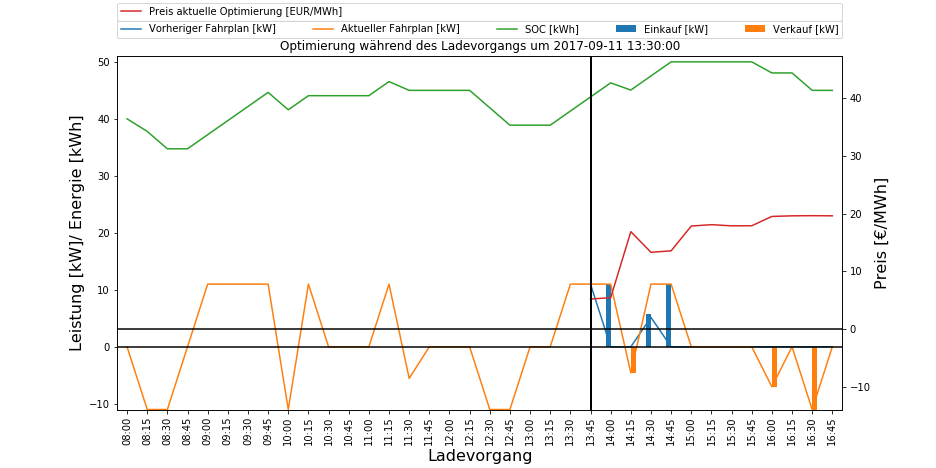 Preis aktuelle Optimierung [EUR/MWh]
Vorheriger Fahrplan [kW] Aktueller Fahrplan [kW] SOC [kWh] Einkauf [kW] Verkauf [kW]
Optimierung während des Ladevorgangs um 2017-09-11 13:30:00
Leistung [kW]/ Energie [kWh]
50
40
30
20
10
0
−10
40
30
20
10
0
−10
Preis [€/MWh]
08:00 08:15 08:30 08:45 09:00 09:15 09:30 09:45 10:00 10:15 10:30 10:45 11:00 11:15 11:30 11:45 12:00 12:15 12:30 12:45 13:00 13:15 13:30 13:45 14:00 14:15 14:30 14:45 15:00 15:15 15:30 15:45 16:00 16:15 16:30 16:45
Ladevorgang